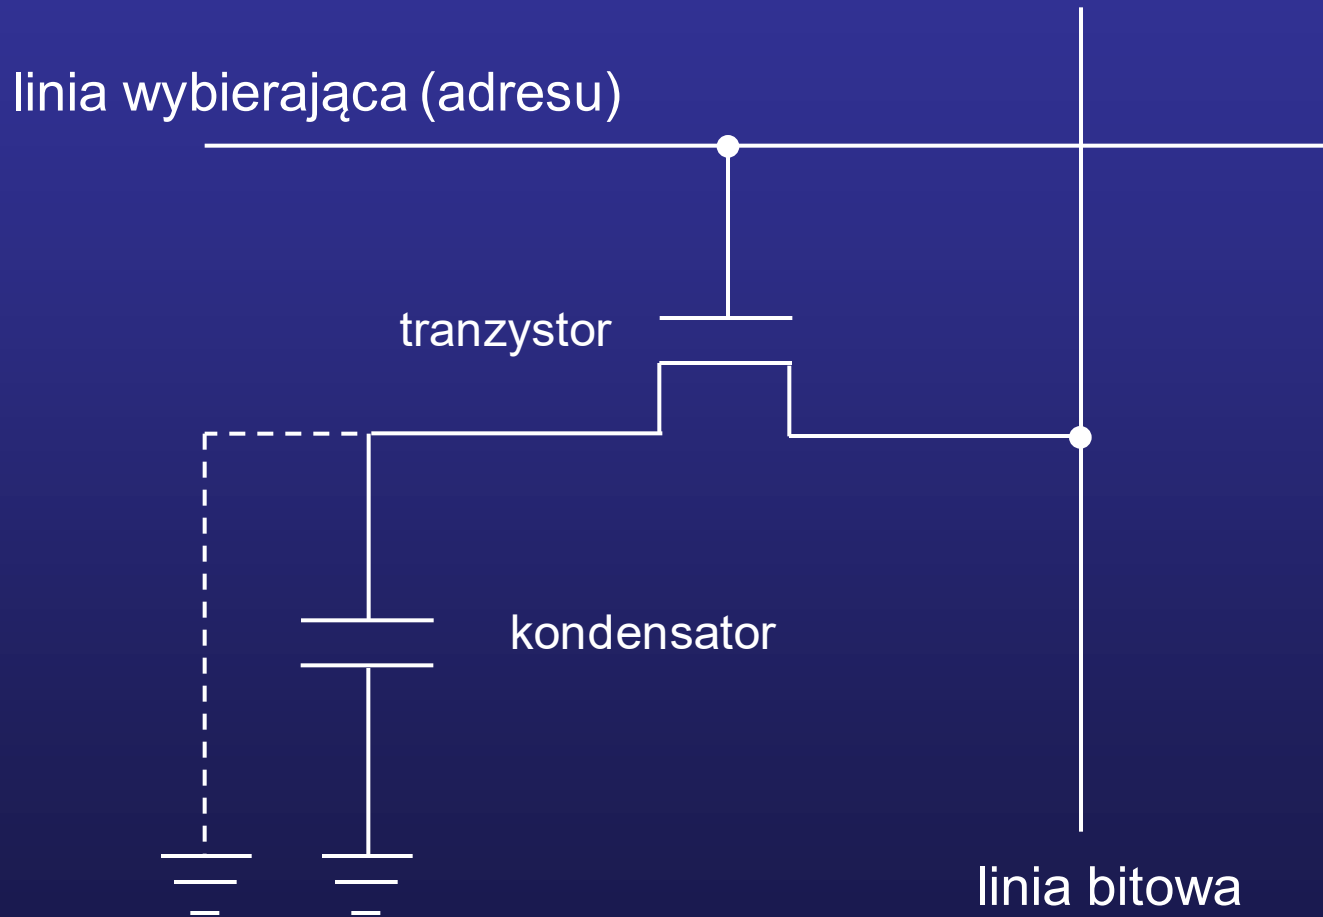 linia wybierająca (adresu)
tranzystor
kondensator
linia bitowa